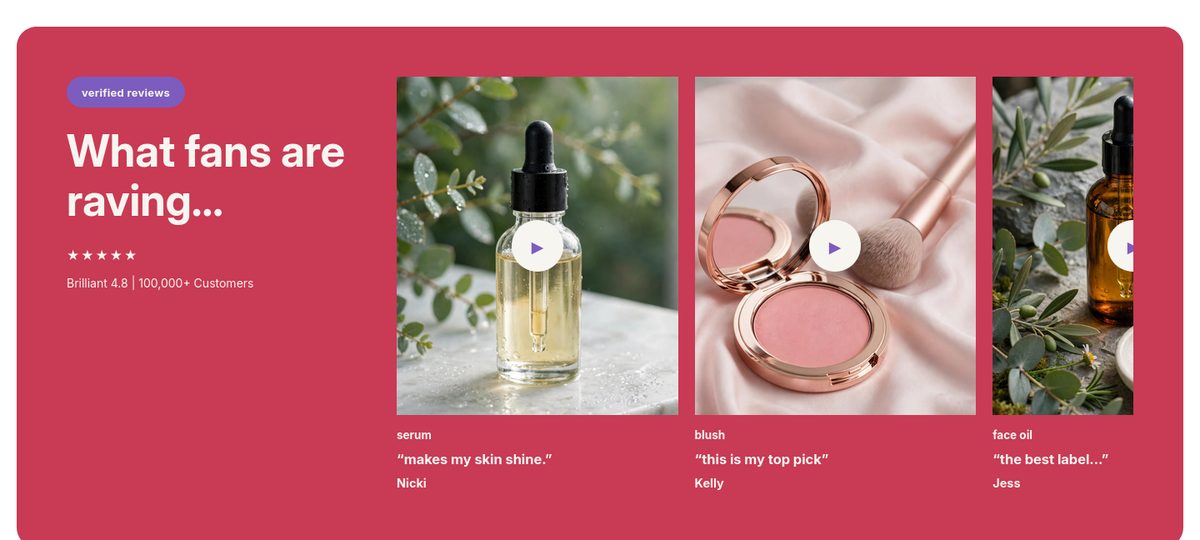 verified reviews
What fans are
raving...
★★★★★
Brilliant 4.8 | 100,000+ Customers
serum
“makes my skin shine.”
Nicki
blush
“this is my top pick”
Kelly
face oil
“the best label...”
Jess